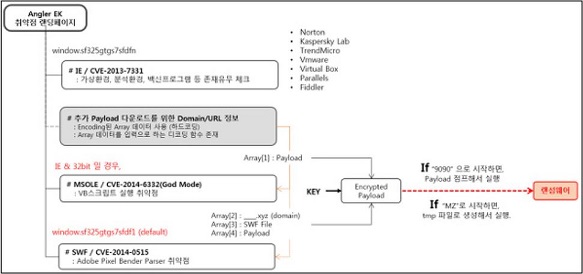 Angler EK
취약점 랜딩페이지
window.sf325gtgs7sfdfn
# IE / CVE-2013-7331
: 가상환경, 분석환경, 백신프로그램 등 존재유무 체크
• Norton
• Kaspersky Lab
• TrendMicro
• Vmware
• Virtual Box
• Parallels
• Fiddler
# 추가 Payload 다운로드를 위한 Domain/URL 정보
: Encoding된 Array 데이터 사용 (하드코딩)
: Array 데이터를 입력으로 하는 디코딩 함수 존재
IE & 32bit 일 경우,
Array[1] : Payload
# MSOLE / CVE-2014-6332(God Mode)
: VB스크립트 실행 취약점
KEY
Encrypted
Payload
If "9090" 으로 시작하면,
Payload 점프해서 실행
랜섬웨어
If "MZ"로 시작하면,
tmp 파일로 생성해서 실행.
Array[2] : ____.xyz (domain)
Array[3] : SWF File
Array[4] : Payload
window.sf325gtgs7sfdf1 (default)
# SWF / CVE-2014-0515
: Adobe Pixel Bender Parser 취약점